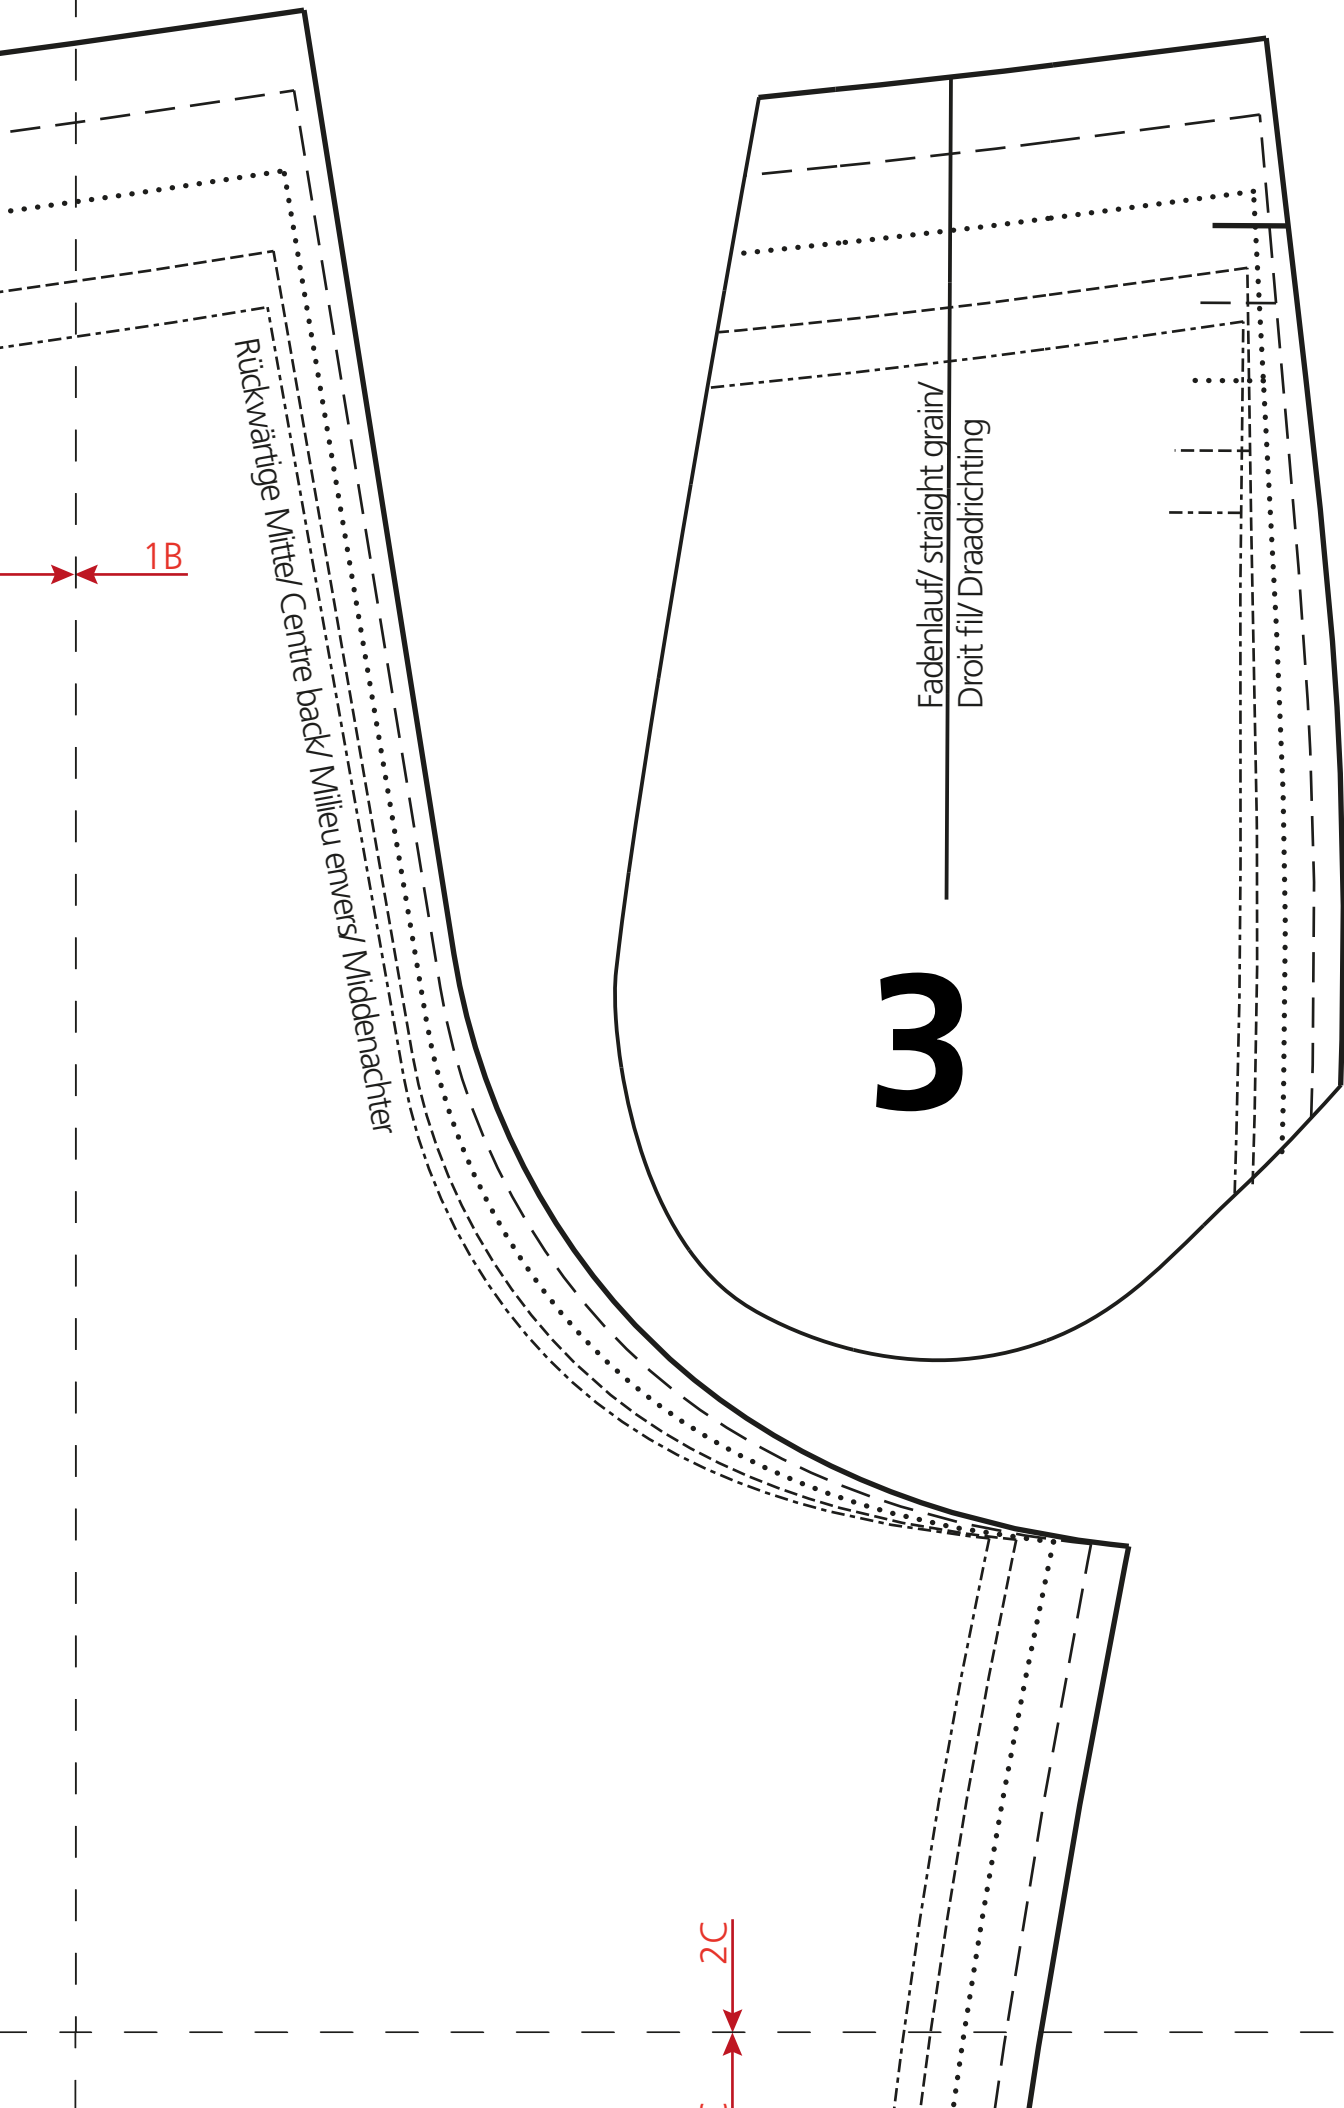 Rückwärtige Mitte/ Centre back/ Milieu envers/ Middenachter
1B
Fadenlauf/ straight grain/
Droit fil/ Draadrichting
3
2C